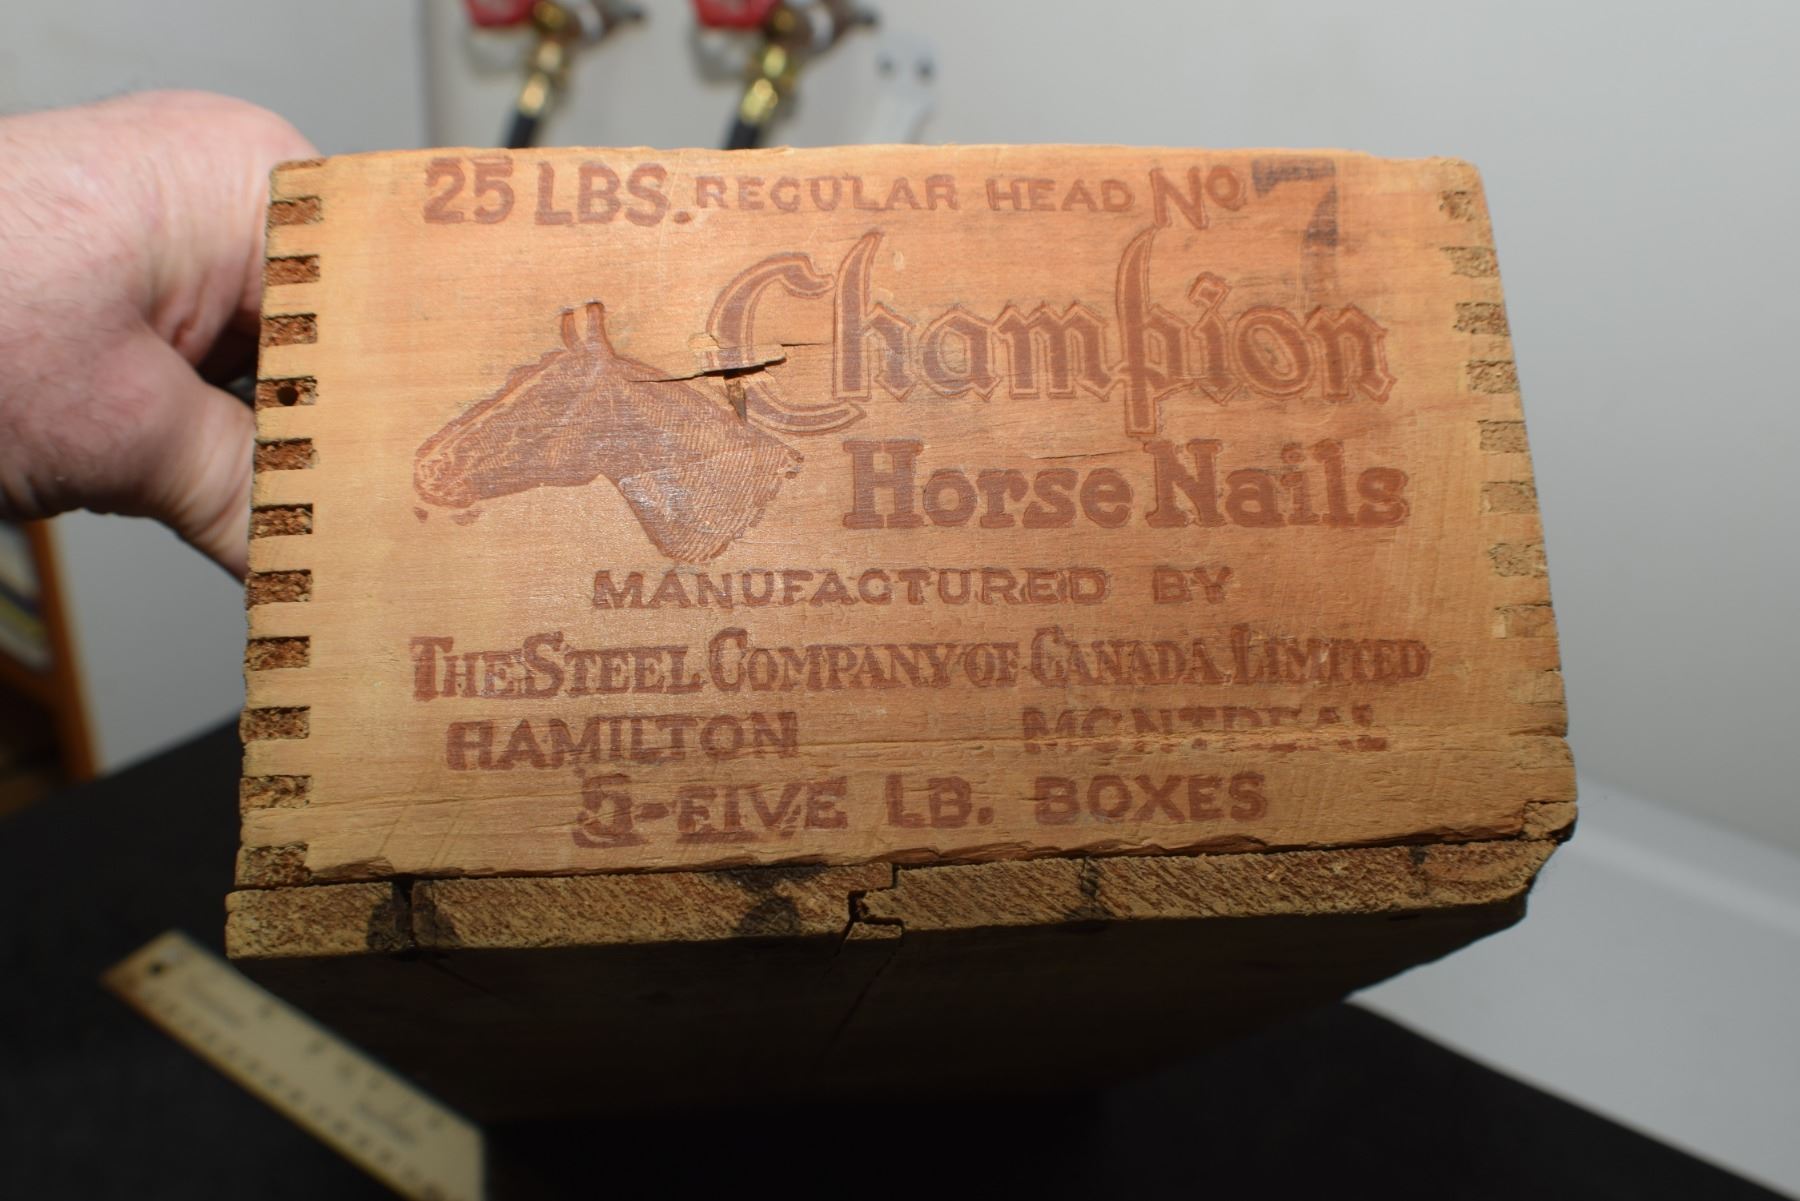 25 LBS. REGULAR HEAD No 7
Champion
Horse Nails
MANUFACTURED BY
THE STEEL COMPANY OF CANADA, LIMITED
HAMILTON MONTREAL
5-FIVE LB. BOXES